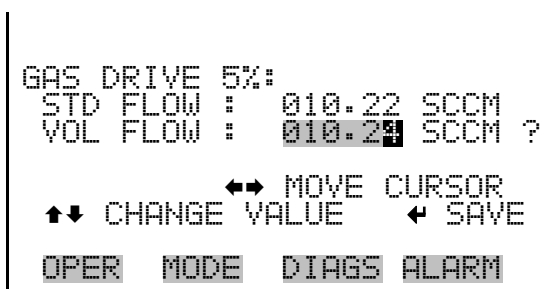 GAS DRIVE 5%:
STD FLOW : 010.22 SCCM
VOL FLOW : 010.24 SCCM ?
⬅➡ MOVE CURSOR
⬆⬇ CHANGE VALUE ↵ SAVE
OPER MODE DIAGS ALARM